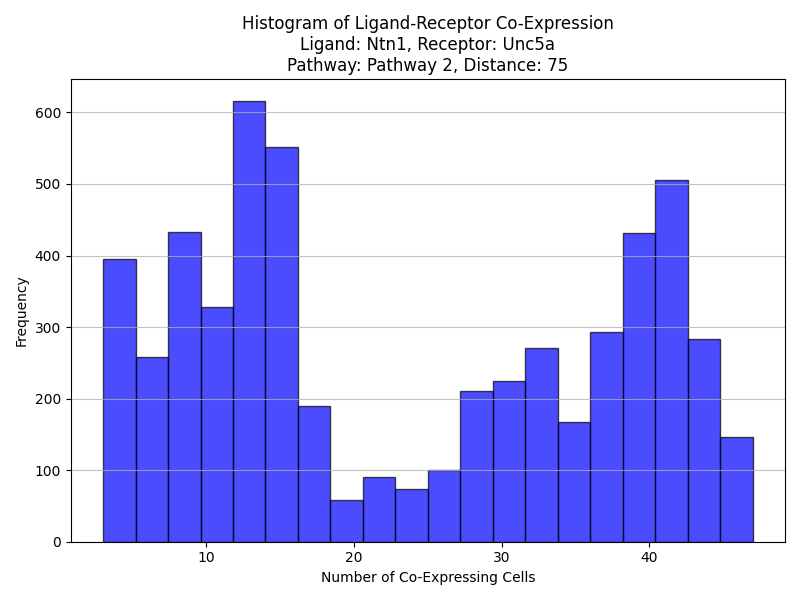 Histogram of Ligand-Receptor Co-Expression
Ligand: Ntn1, Receptor: Unc5a
Pathway: Pathway 2, Distance: 75
600
500
400
300
200
100
0
Frequency
10 20 30 40
Number of Co-Expressing Cells